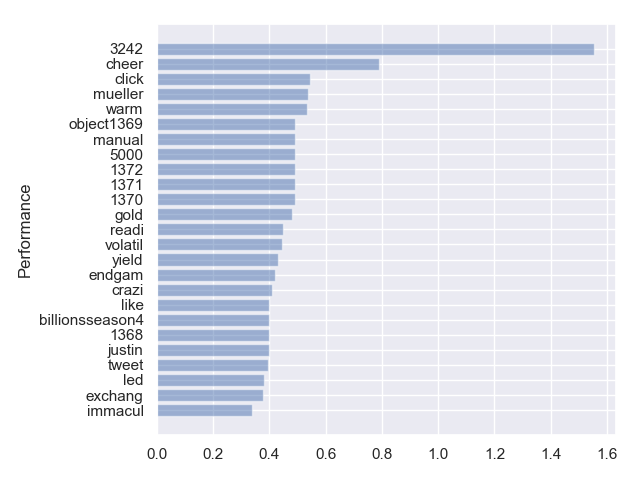 3242
cheer
click
mueller
warm
object1369
manual
5000
1372
1371
1370
gold
readi
volatil
yield
endgam
crazi
like
billionsseason4
1368
justin
tweet
led
exchang
immacul
Performance
0.0 0.2 0.4 0.6 0.8 1.0 1.2 1.4 1.6